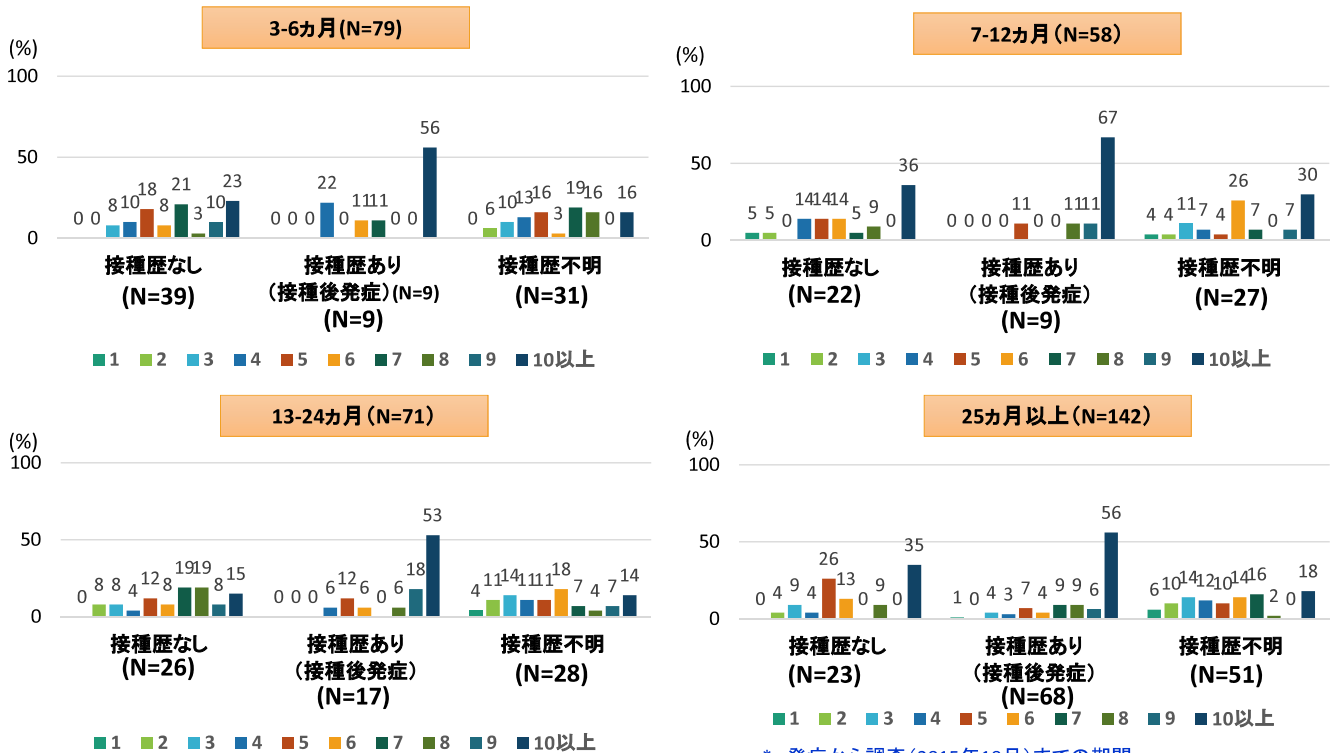 3-6カ月(N=79)
(%)
100
50
0
0 0 8 10 18 8 21 3 10 23
0 0 0 22 0 11 11 0 0 56
0 6 10 13 16 3 19 16 0 16
接種歴なし
(N=39)
接種歴あり
（接種後発症）(N=9)
(N=9)
接種歴不明
(N=31)
1 2 3 4 5 6 7 8 9 10以上
7-12カ月（N=58）
(%)
100
50
0
5 5 0 14 14 14 5 9 0 36
0 0 0 0 11 0 0 11 11 67
4 4 11 7 4 26 7 0 7 30
接種歴なし
(N=22)
接種歴あり
（接種後発症）
(N=9)
接種歴不明
(N=27)
1 2 3 4 5 6 7 8 9 10以上
13-24カ月（N=71）
(%)
100
50
0
0 8 8 4 12 8 19 19 8 15
0 0 0 6 12 6 0 6 18 53
4 11 14 11 11 18 7 4 7 14
接種歴なし
(N=26)
接種歴あり
（接種後発症）
(N=17)
接種歴不明
(N=28)
1 2 3 4 5 6 7 8 9 10以上
25カ月以上（N=142）
(%)
100
50
0
0 4 9 4 26 13 0 9 0 35
1 0 4 3 7 4 9 9 6 56
6 10 14 12 10 14 16 2 0 18
接種歴なし
(N=23)
接種歴あり
（接種後発症）
(N=68)
接種歴不明
(N=51)
1 2 3 4 5 6 7 8 9 10以上